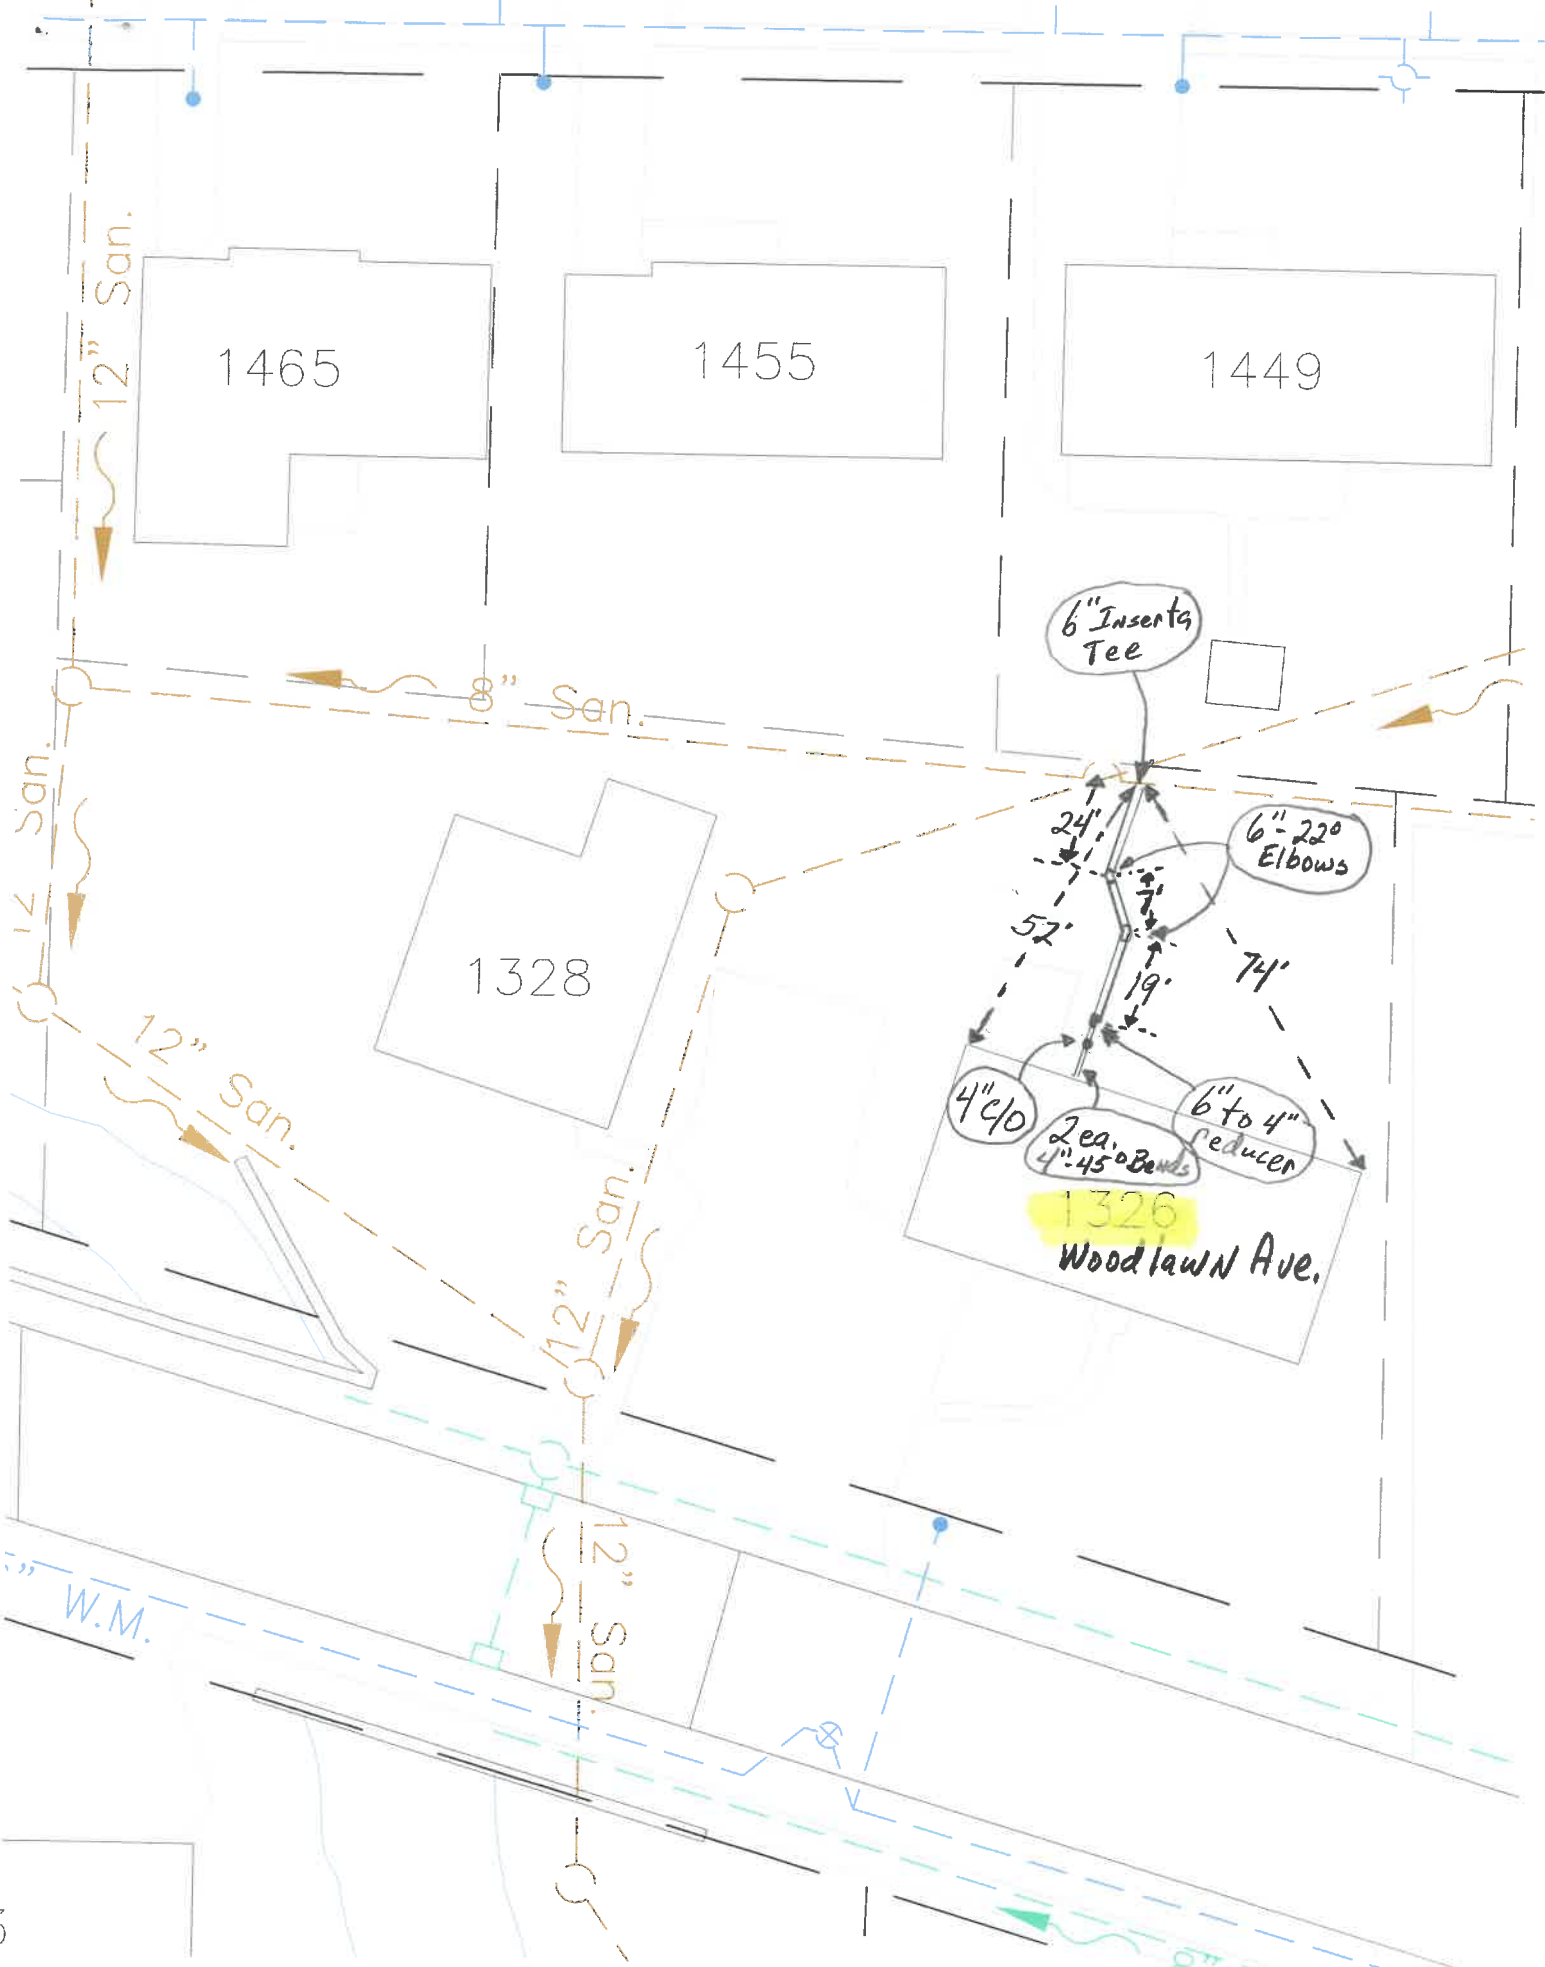 12" San.
1465
1455
1449
6" Inserta
Tee
8" San.
12" San.
24'
6"-22°
Elbows
7'
52'
19'
74'
1328
12" San.
4" c/o
2 ea.
4"-45° Bends
6" to 4"
reducer
1326
Woodlawn Ave.
12" San.
12" San.
" W.M.